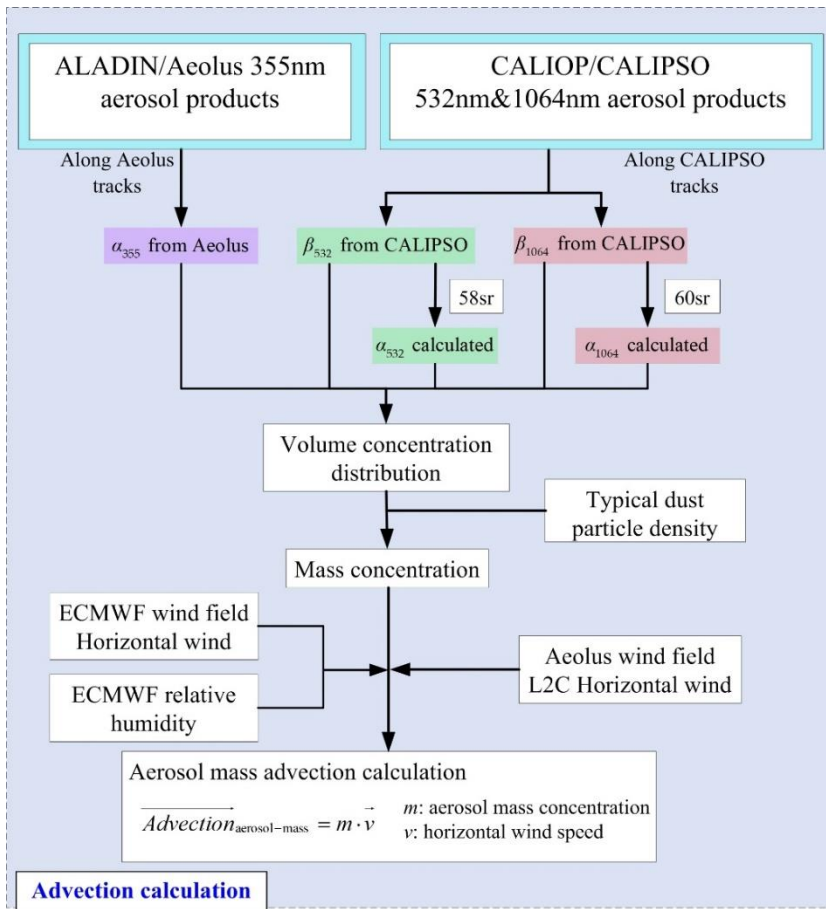 ALADIN/Aeolus 355nm
aerosol products
CALIOP/CALIPSO
532nm&1064nm aerosol products
Along Aeolus
tracks
Along CALIPSO
tracks
α355 from Aeolus
β532 from CALIPSO
β1064 from CALIPSO
58sr
60sr
α532 calculated
α1064 calculated
Volume concentration
distribution
Typical dust
particle density
Mass concentration
ECMWF wind field
Horizontal wind
Aeolus wind field
L2C Horizontal wind
ECMWF relative
humidity
Aerosol mass advection calculation
Advection aerosol−mass = m · v
m: aerosol mass concentration
v: horizontal wind speed
Advection calculation